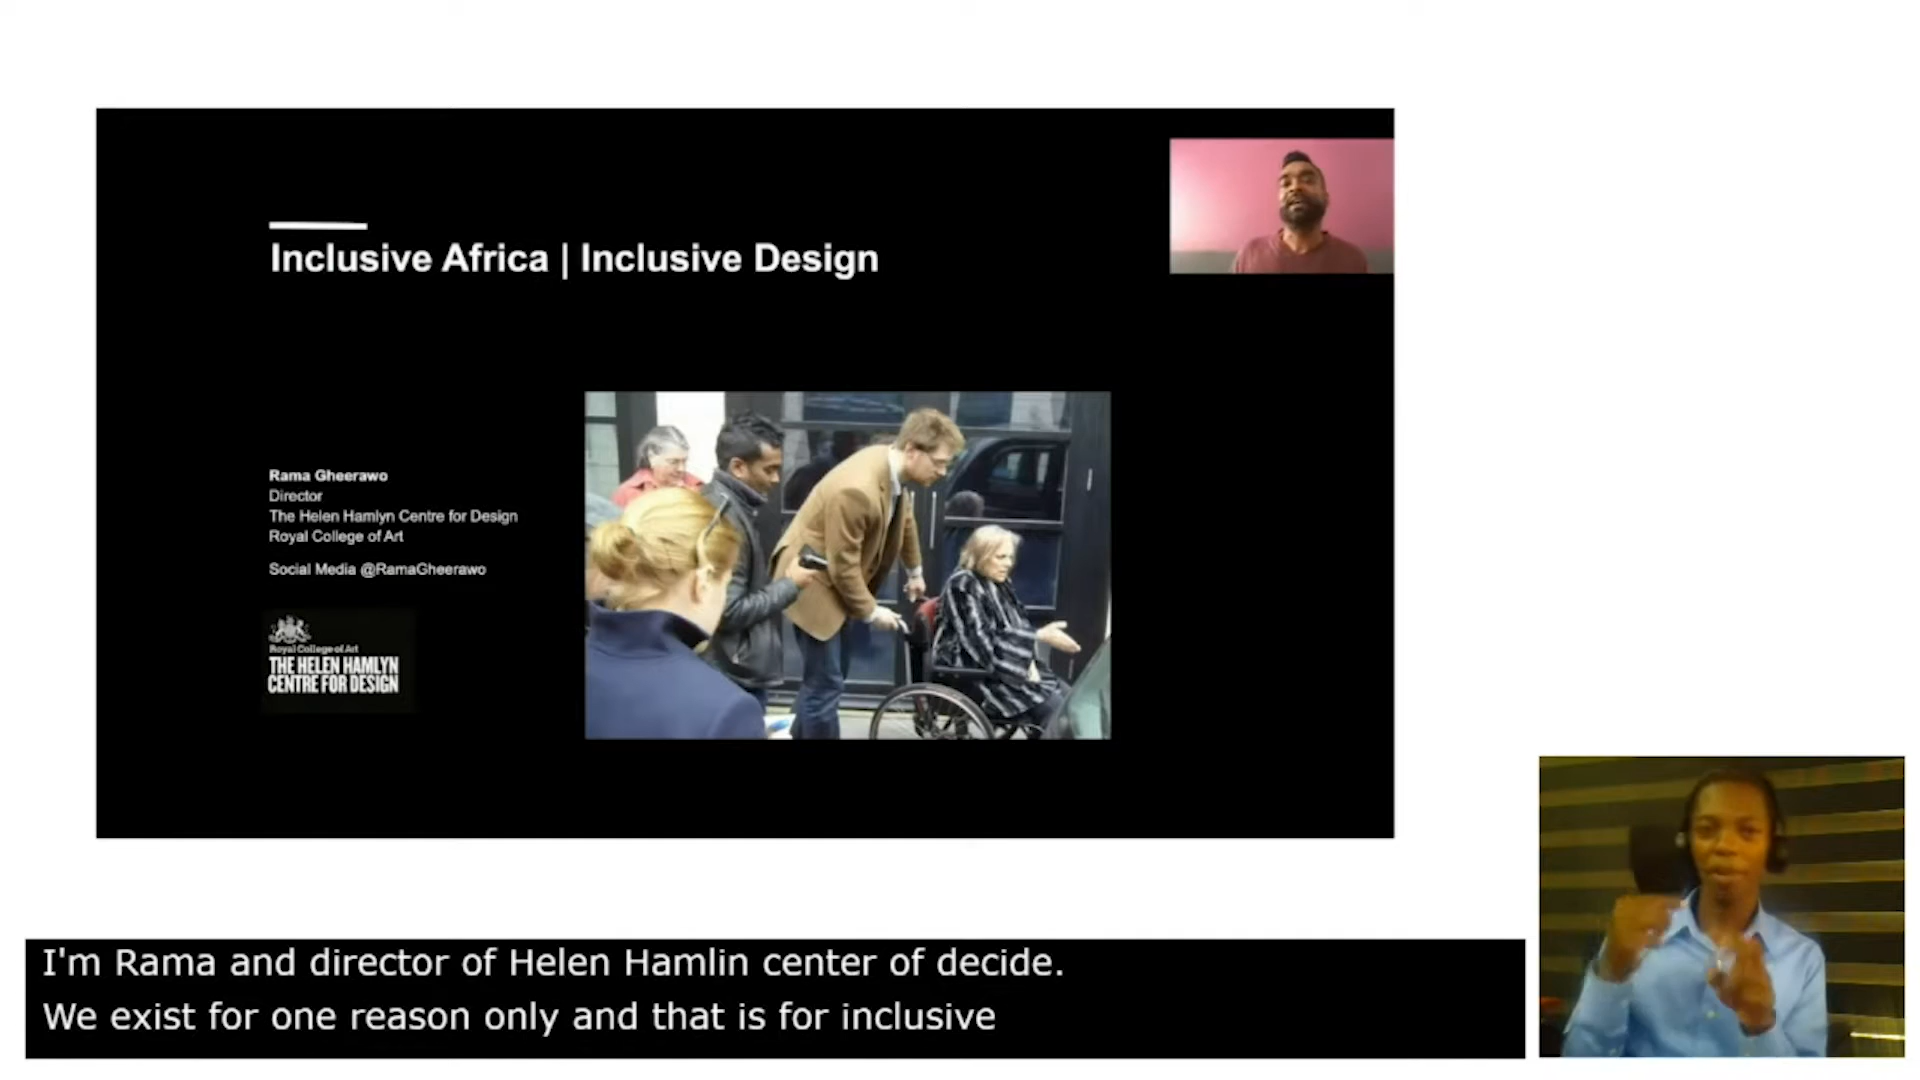 Inclusive Africa | Inclusive Design
Rama Gheerawo
Director
The Helen Hamlyn Centre for Design
Royal College of Art
Social Media @RamaGheerawo
Royal College of Art
THE HELEN HAMLYN
CENTRE FOR DESIGN
I'm Rama and director of Helen Hamlin center of decide.
We exist for one reason only and that is for inclusive